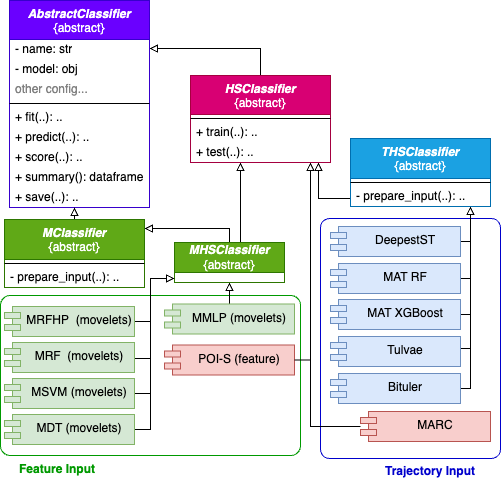 AbstractClassifier
{abstract}
- name: str
- model: obj
other config...
+ fit(..): ..
+ predict(..): ..
+ score(..): ..
+ summary(): dataframe
+ save(..): ..
HSClassifier
{abstract}
+ train(..): ..
+ test(..): ..
THSClassifier
{abstract}
- prepare_input(..): ..
MClassifier
{abstract}
- prepare_input(..): ..
MHSClassifier
{abstract}
MRFHP (movelets)
MRF (movelets)
MSVM (movelets)
MDT (movelets)
MMLP (movelets)
POI-S (feature)
Feature Input
DeepestST
MAT RF
MAT XGBoost
Tulvae
Bituler
MARC
Trajectory Input